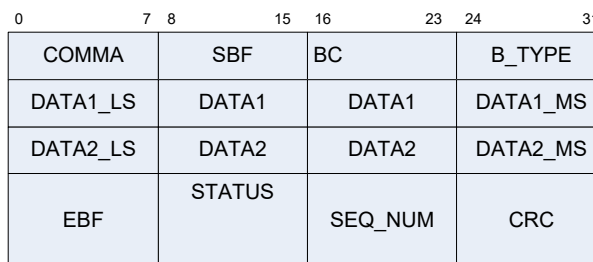 0 7 8 15 16 23 24 31
COMMA SBF BC B_TYPE
DATA1_LS DATA1 DATA1 DATA1_MS
DATA2_LS DATA2 DATA2 DATA2_MS
EBF STATUS SEQ_NUM CRC